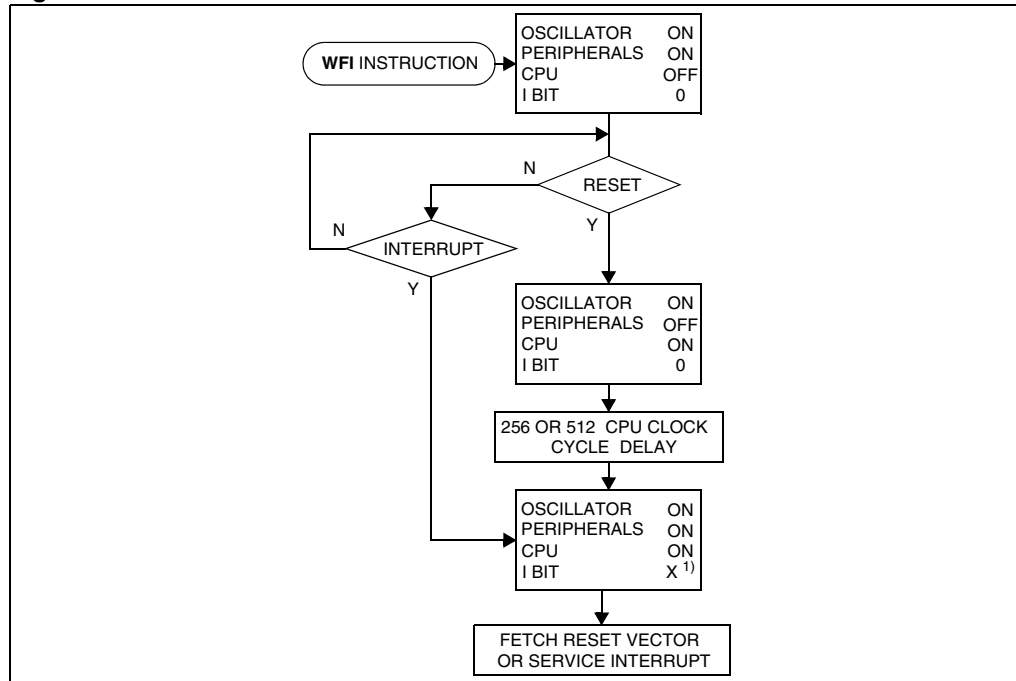 WFI INSTRUCTION
OSCILLATOR ON
PERIPHERALS ON
CPU OFF
I BIT 0
N
RESET
Y
N
INTERRUPT
Y
OSCILLATOR ON
PERIPHERALS OFF
CPU ON
I BIT 0
256 OR 512 CPU CLOCK
CYCLE DELAY
OSCILLATOR ON
PERIPHERALS ON
CPU ON
I BIT X 1)
FETCH RESET VECTOR
OR SERVICE INTERRUPT